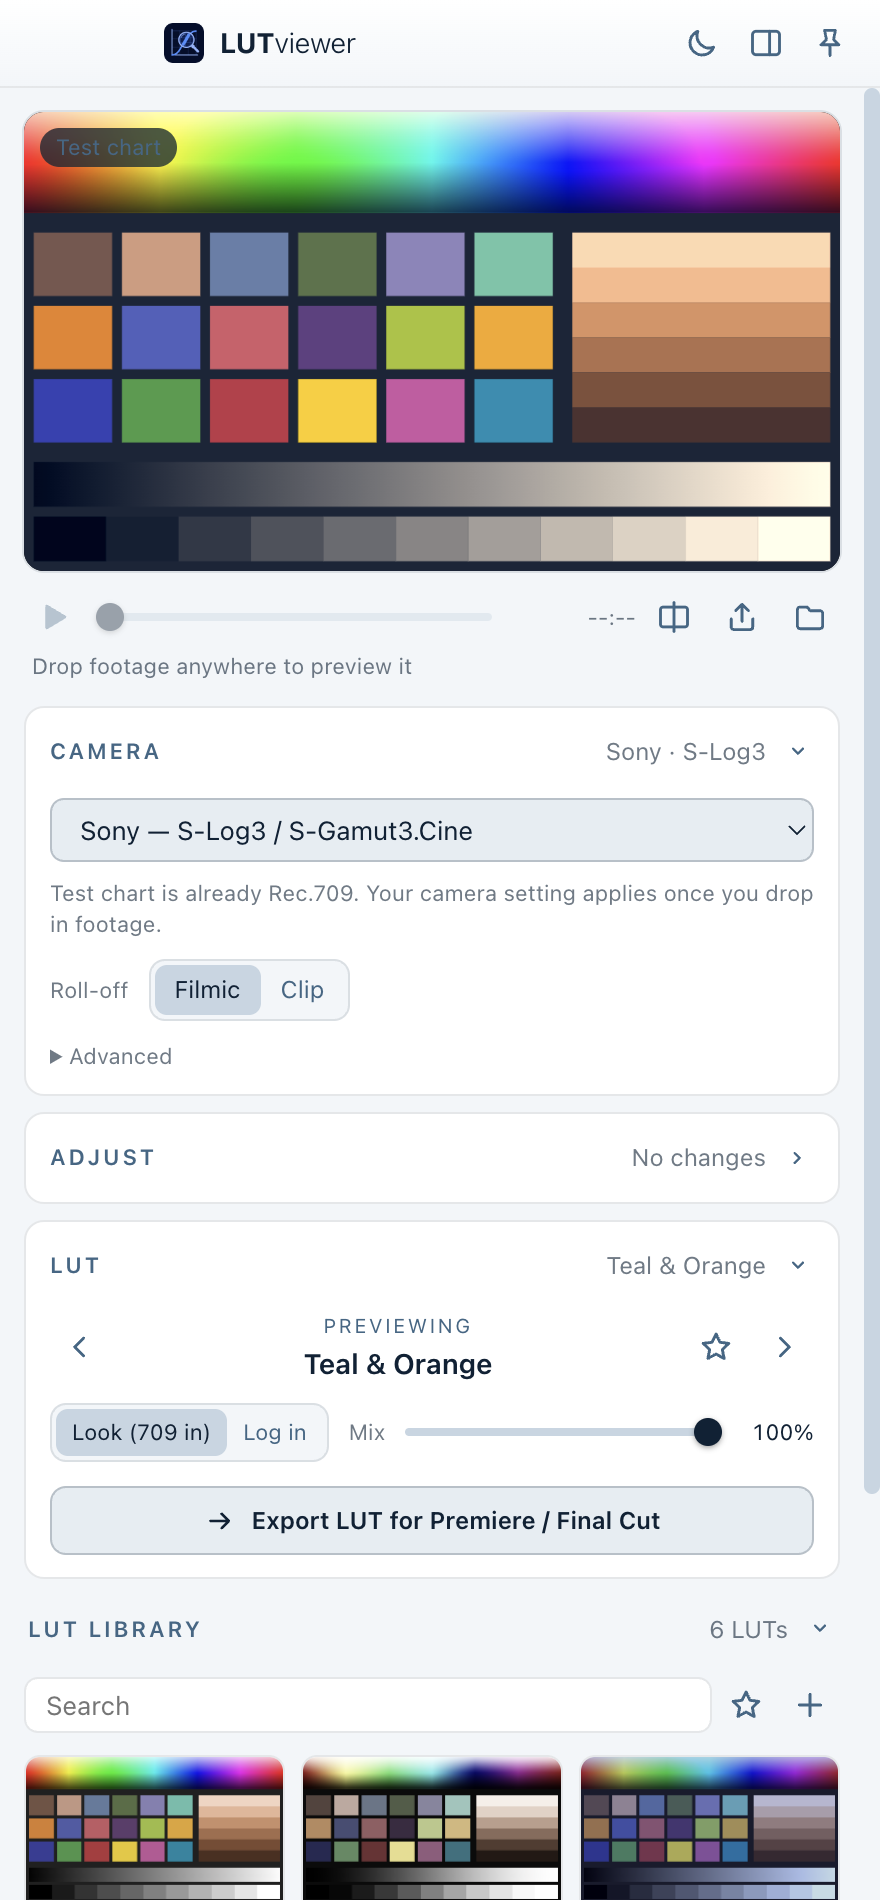 LUTviewer
Test chart
--:--
Drop footage anywhere to preview it
CAMERA
Sony · S-Log3
Sony — S-Log3 / S-Gamut3.Cine
Test chart is already Rec.709. Your camera setting applies once you drop
in footage.
Roll-off
Filmic
Clip
Advanced
ADJUST
No changes
LUT
Teal & Orange
PREVIEWING
Teal & Orange
Look (709 in)
Log in
Mix
100%
Export LUT for Premiere / Final Cut
LUT LIBRARY
6 LUTs
Search